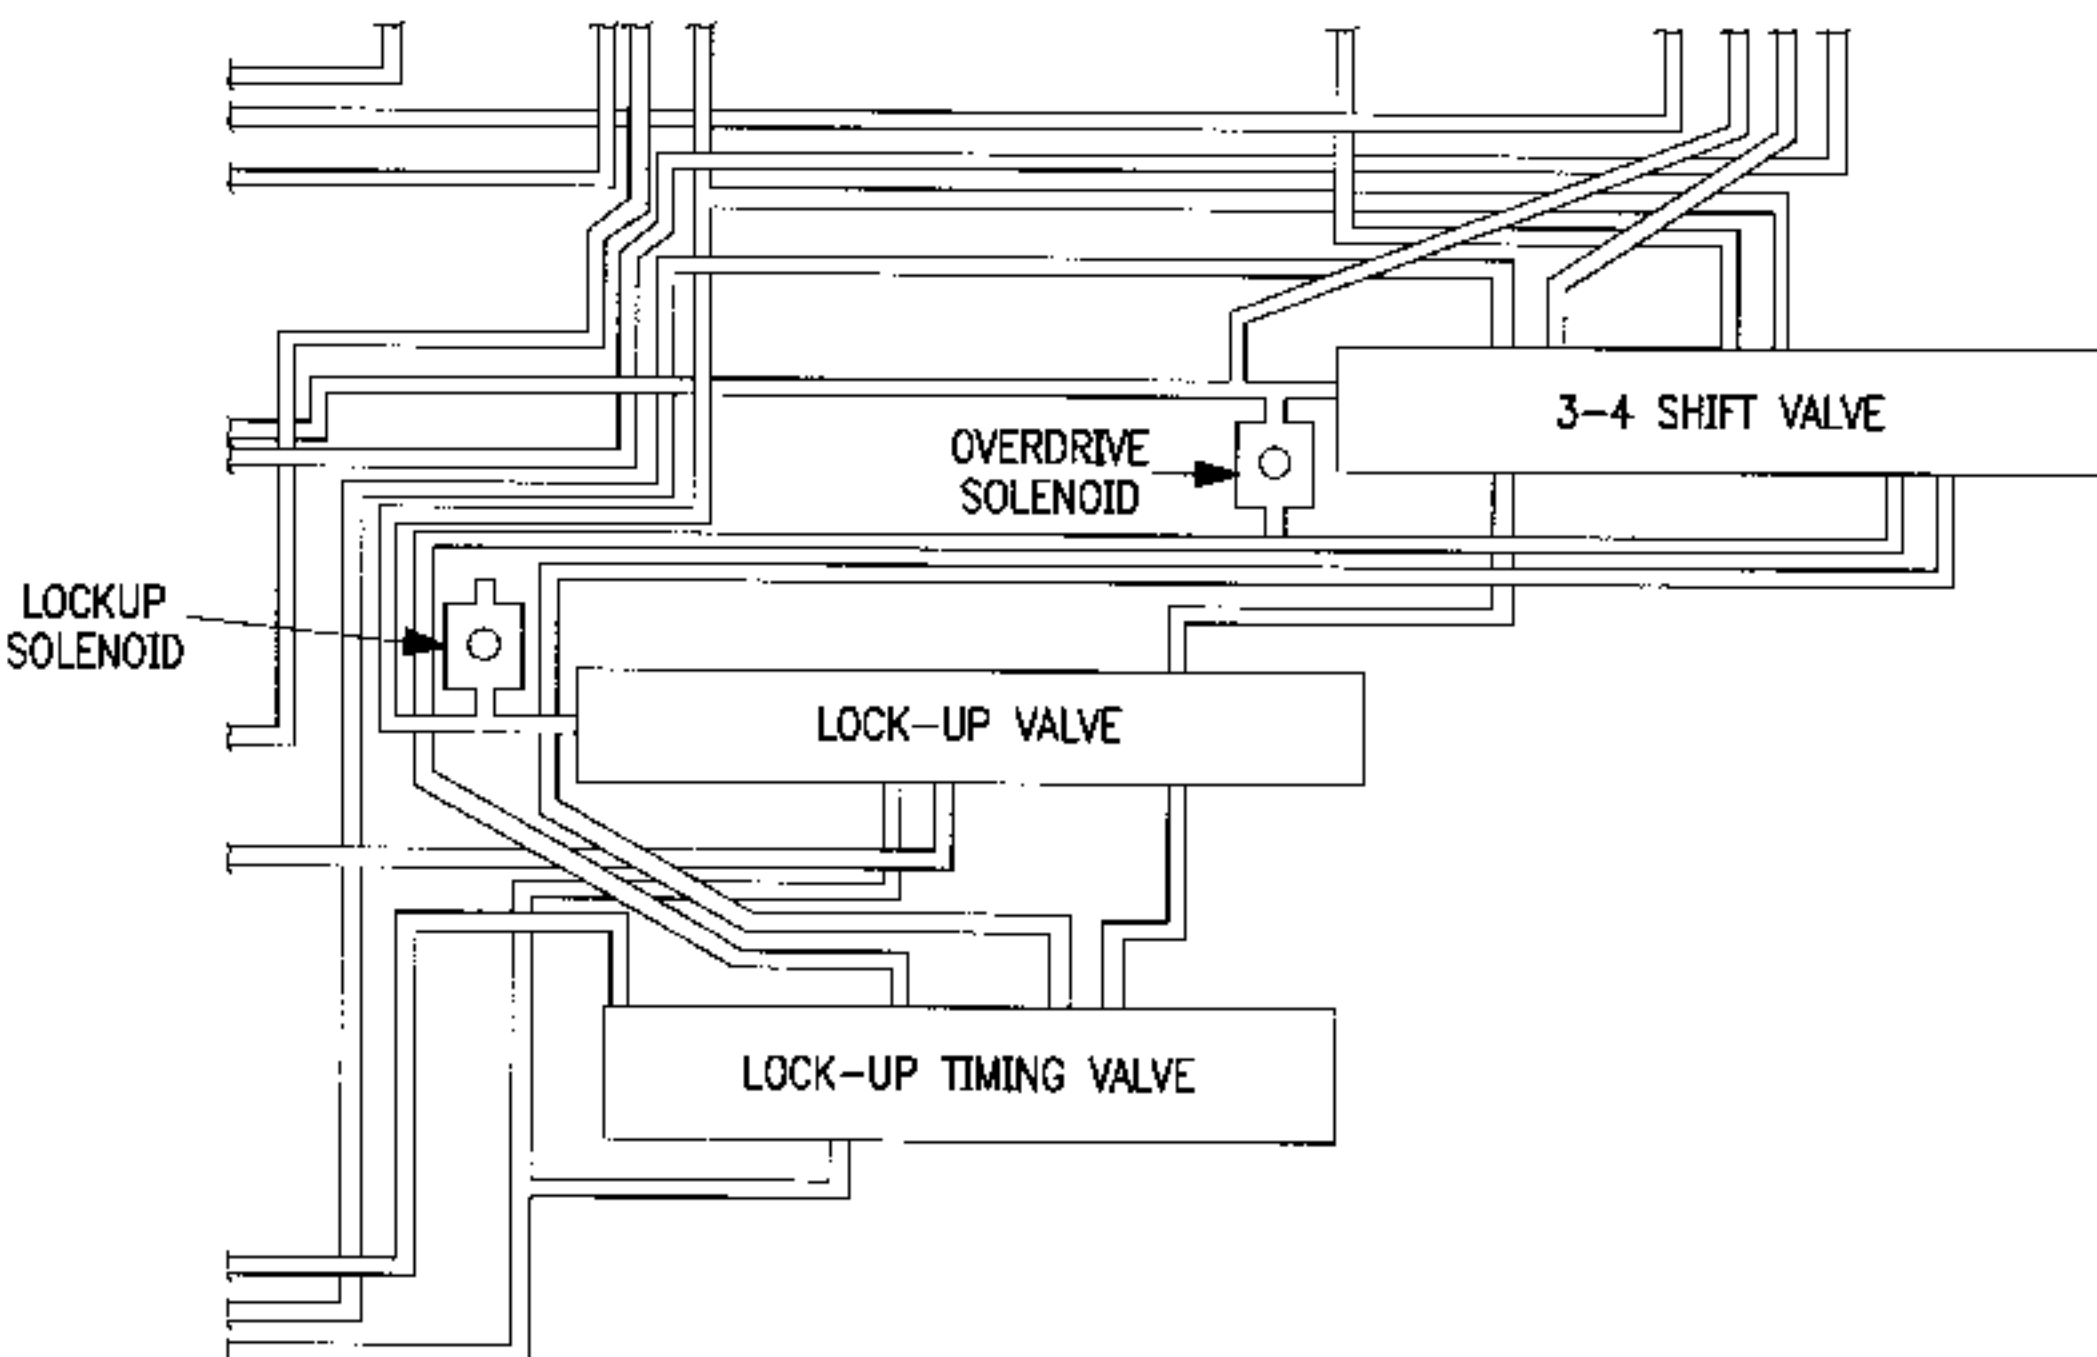 3-4 SHIFT VALVE
OVERDRIVE
SOLENOID
LOCKUP
SOLENOID
LOCK-UP VALVE
LOCK-UP TIMING VALVE